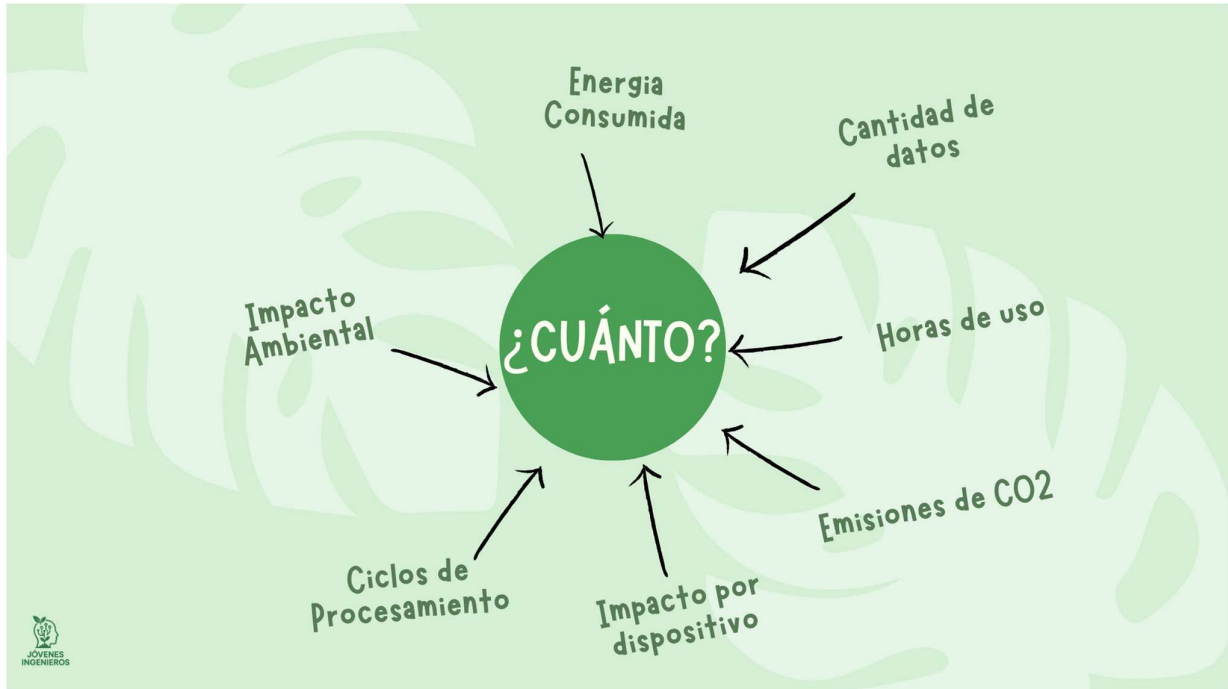 Energia
Consumida
Cantidad de
datos
Impacto
Ambiental
¿CUÁNTO?
Horas de uso
Emisiones de CO2
Ciclos de
Procesamiento
Impacto por
dispositivo
JÓVENES
INGENIEROS